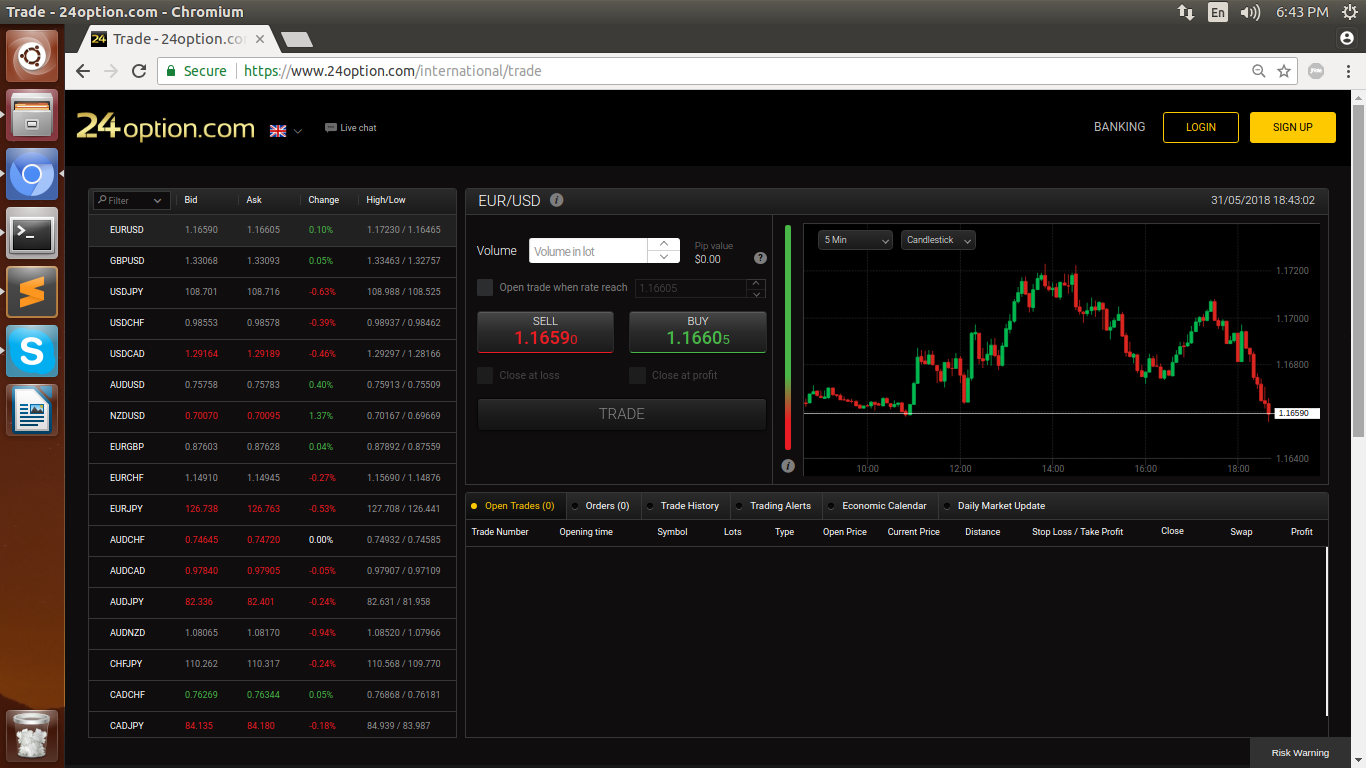 Trade - 24option.com - Chromium
En
6:43 PM
24 Trade - 24option.co
Secure
https://www.24option.com/international/trade
24option.com
Live chat
BANKING
LOGIN
SIGN UP
Filter Bid Ask Change High/Low
EURUSD 1.16590 1.16605 0.10% 1.17230 / 1.16465
GBPUSD 1.33068 1.33093 0.05% 1.33463 / 1.32757
USDJPY 108.701 108.716 -0.63% 108.988 / 108.525
USDCHF 0.98553 0.98578 -0.39% 0.98937 / 0.98462
USDCAD 1.29164 1.29189 -0.46% 1.29297 / 1.28166
AUDUSD 0.75758 0.75783 0.40% 0.75913 / 0.75509
NZDUSD 0.70070 0.70095 1.37% 0.70167 / 0.69669
EURGBP 0.87603 0.87628 0.04% 0.87892 / 0.87559
EURCHF 1.14910 1.14945 -0.27% 1.15690 / 1.14876
EURJPY 126.738 126.763 -0.53% 127.708 / 126.441
AUDCHF 0.74645 0.74720 0.00% 0.74932 / 0.74585
AUDCAD 0.97840 0.97905 -0.05% 0.97907 / 0.97109
AUDJPY 82.336 82.401 -0.24% 82.631 / 81.958
AUDNZD 1.08065 1.08170 -0.94% 1.08520 / 1.07966
CHFJPY 110.262 110.317 -0.24% 110.568 / 109.770
CADCHF 0.76269 0.76344 0.05% 0.76868 / 0.76181
CADJPY 84.135 84.180 -0.18% 84.939 / 83.987
EUR/USD
31/05/2018 18:43:02
Volume
Volume in lot
Pip value
$0.00
Open trade when rate reach
1.16605
SELL
1.16590
BUY
1.16605
Close at loss
Close at profit
TRADE
5 Min
Candlestick
1.17200
1.17000
1.16800
1.16590
1.16400
10:00 12:00 14:00 16:00 18:00
Open Trades (0) Orders (0) Trade History Trading Alerts Economic Calendar Daily Market Update
Trade Number Opening time Symbol Lots Type Open Price Current Price Distance Stop Loss / Take Profit Close Swap Profit
Risk Warning